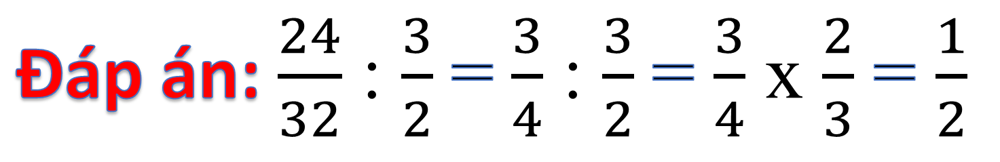 Đáp án: 24/32 : 3/2 = 3/4 : 3/2 = 3/4 x 2/3 = 1/2